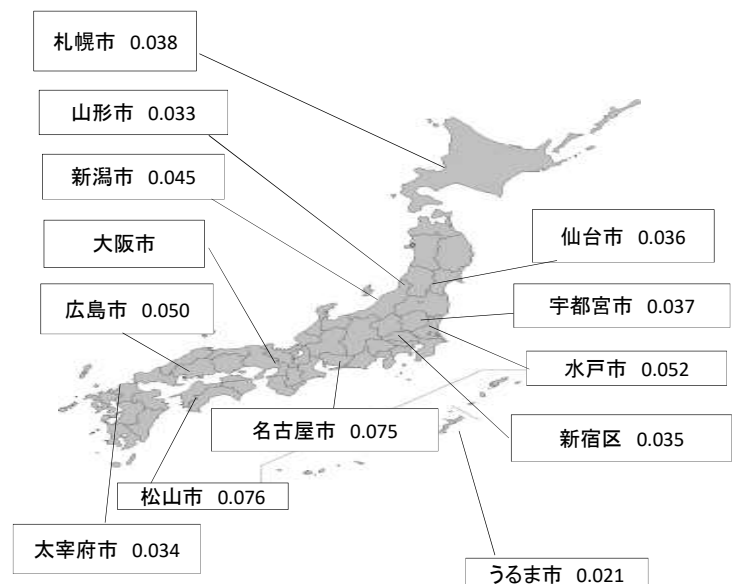 札幌市 0.038
山形市 0.033
新潟市 0.045
大阪市
仙台市 0.036
広島市 0.050
宇都宮市 0.037
水戸市 0.052
名古屋市 0.075
新宿区 0.035
松山市 0.076
太宰府市 0.034
うるま市 0.021